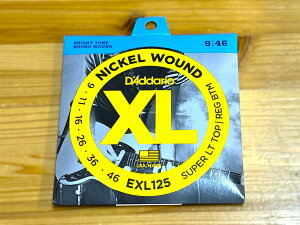 BRIGHT TONE
ROUND WOUND
9/46
NICKEL WOUND
D'Addario
XL
9 · 11 · 16 · 26 · 36 · 46
EXL125
SUPER LT TOP/ REG BTM